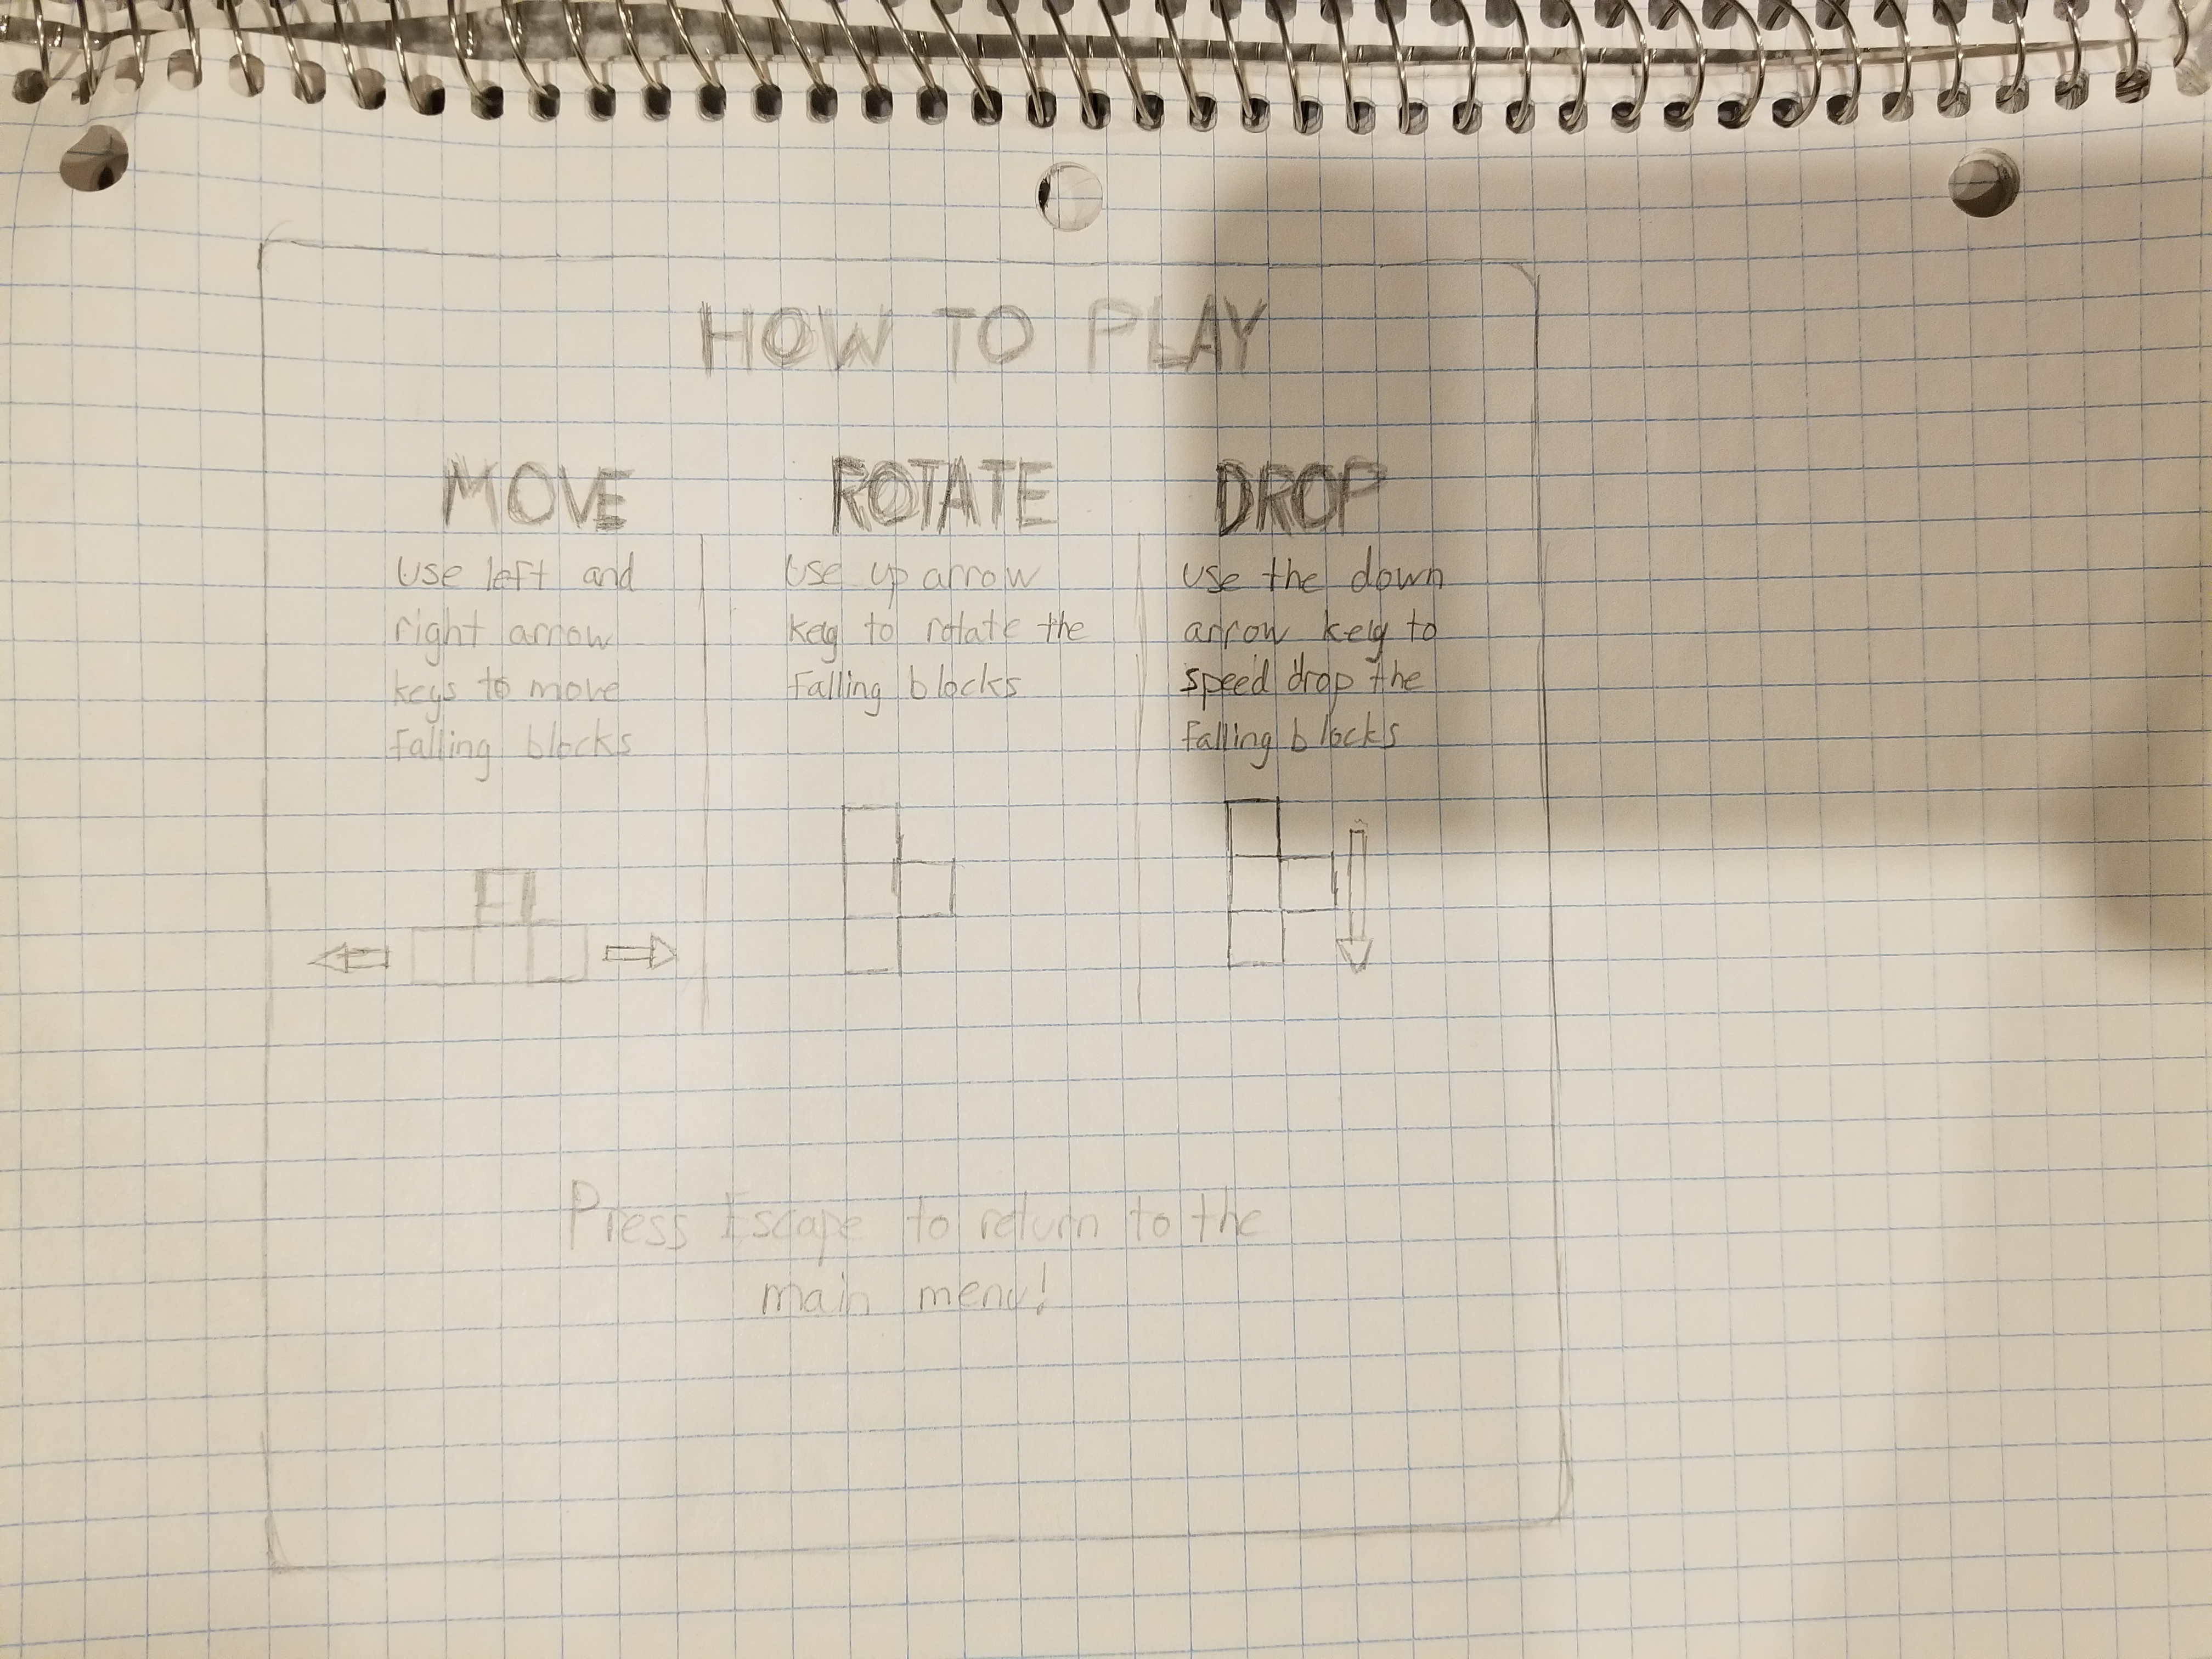 HOW TO PLAY
MOVE
Use left and
right arrow
keys to move
falling blocks
ROTATE
Use up arrow
key to rotate the
falling blocks
DROP
use the down
arrow key to
speed drop the
falling blocks
Press Escape to return to the
main menu!